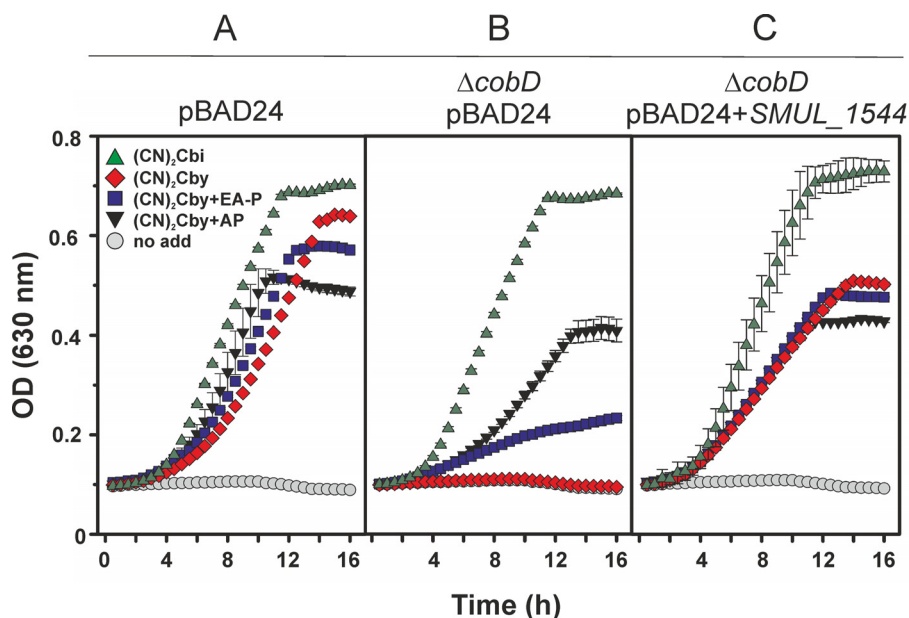 A B C
pBAD24
ΔcobD
pBAD24
ΔcobD
pBAD24+SMUL_1544
0.8
0.6
0.4
0.2
0
(CN)₂Cbi
(CN)₂Cby
(CN)₂Cby+EA-P
(CN)₂Cby+AP
no add
0 4 8 12 16 4 8 12 16 4 8 12 16
OD (630 nm)
Time (h)